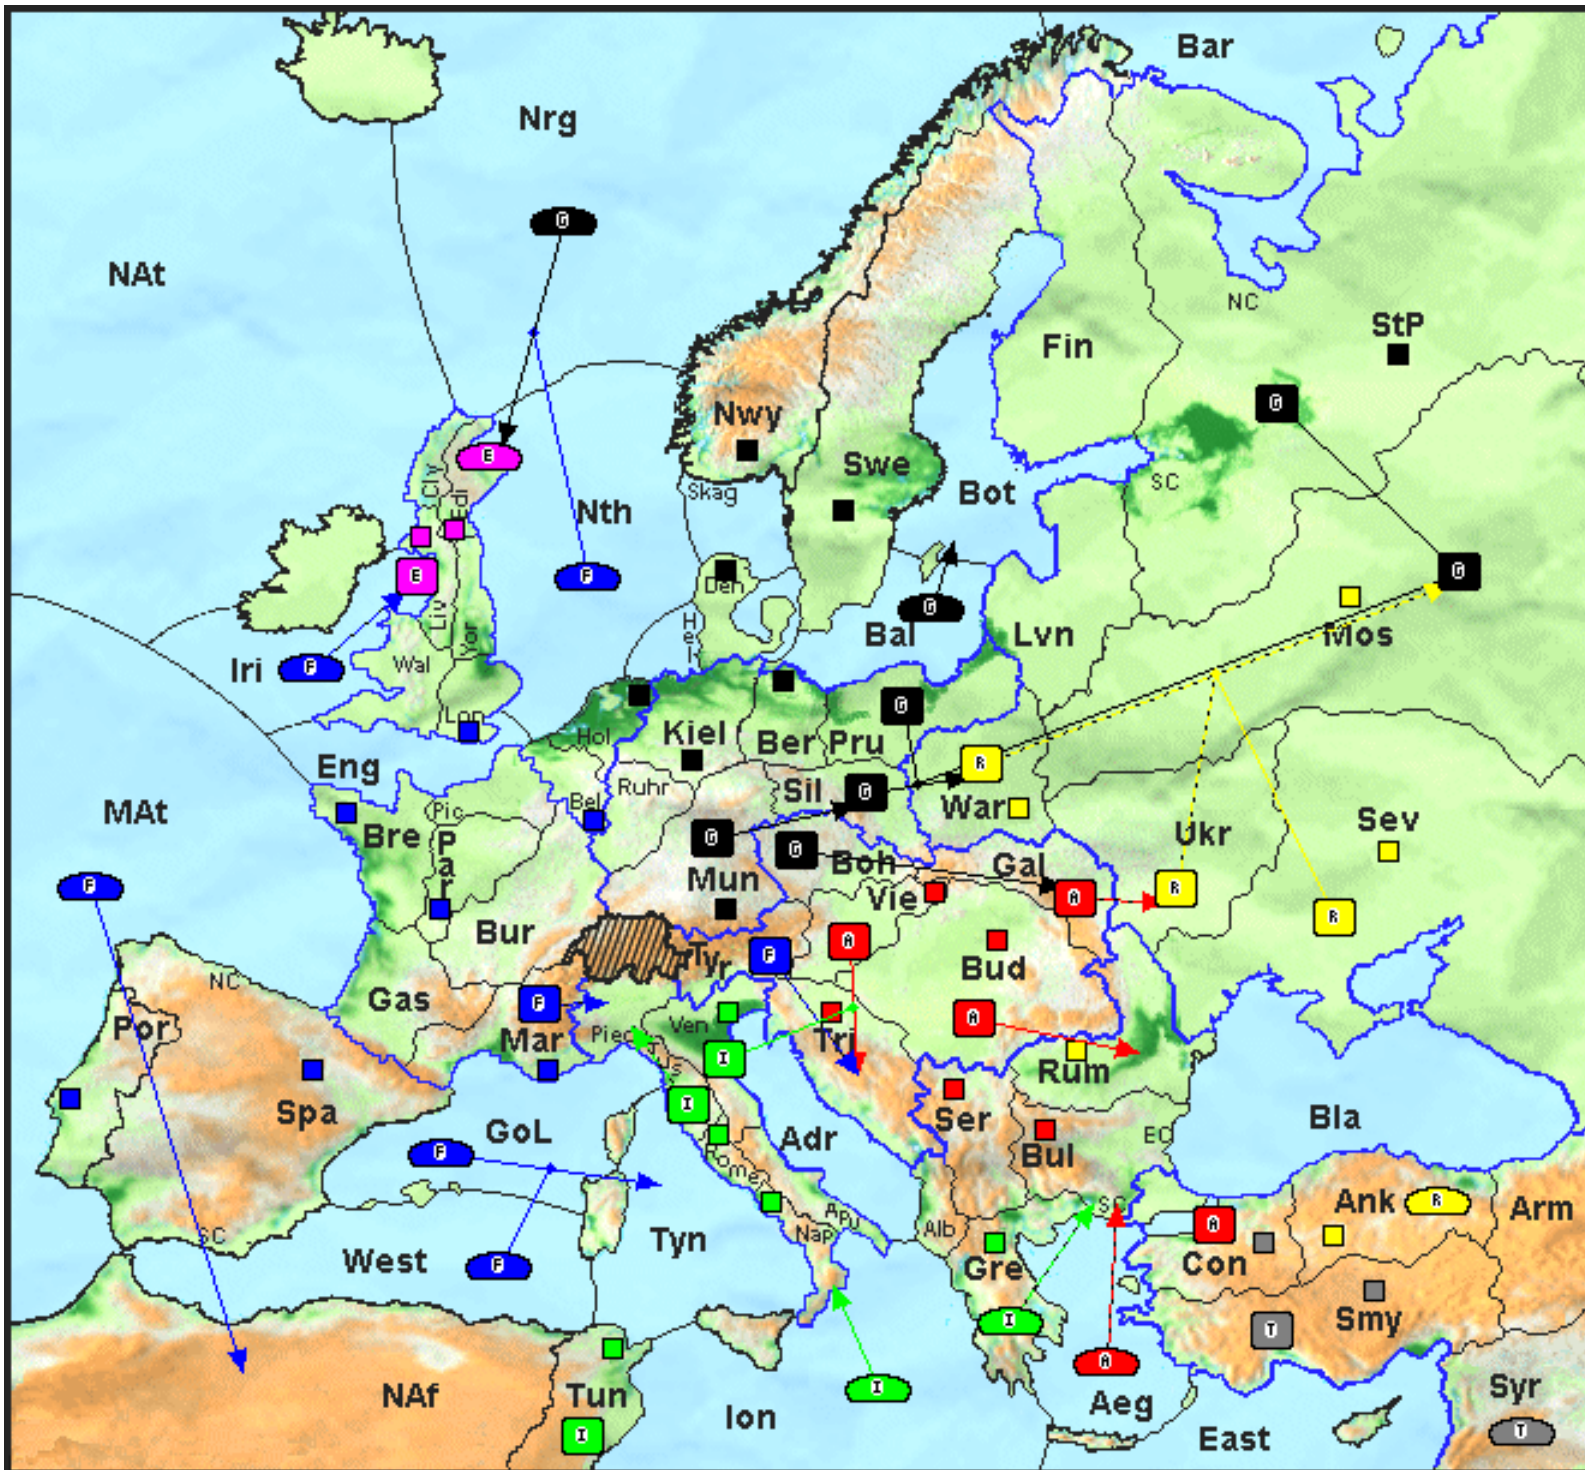 Bar
Nrg
G
NAt
NC
StP
Fin
G
Nwy
E
Swe
Cly
Edi
SC
Skag
Bot
Nth
E
F
Den
G
G
Liv
Yor
Hel
Bal
Lvn
Mos
Iri
F
Wal
G
Lon
Hol
Kiel
Ber
Pru
R
Eng
Ruhr
Sil
G
War
MAt
Pic
Bel
Bre
Par
G
G
Boh
Gal
Ukr
Sev
F
Mun
Vie
A
R
R
Bur
A
Tyr
F
Bud
NC
Gas
F
Por
Mar
Pie
Ven
Tus
I
Tri
A
Rum
Spa
I
Ser
Bla
GoL
F
Adr
Bul
EC
Rome
SC
Ank
R
Arm
SC
West
F
Tyn
Apu
Nap
Alb
Gre
A
Con
Smy
T
I
A
NAf
Tun
I
I
Ion
Aeg
East
Syr
T